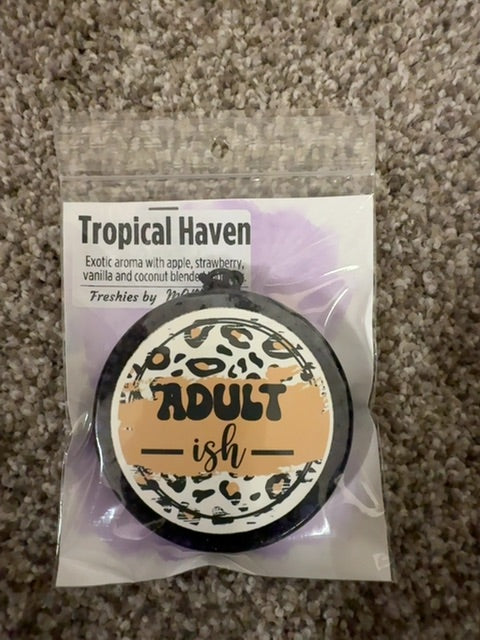 Tropical Haven
Exotic aroma with apple, strawberry,
vanilla and coconut blended
Freshies by
ADULT
ish